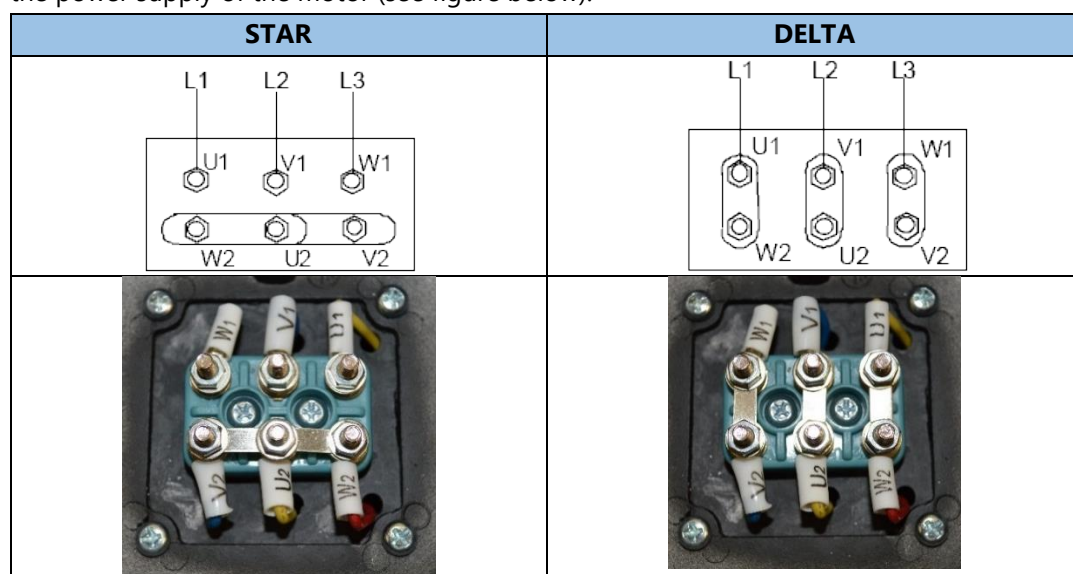 the power supply of the motor (see figure below).
STAR DELTA
L1 L2 L3
U1 V1 W1
W2 U2 V2
L1 L2 L3
U1 V1 W1
W2 U2 V2
W1 V1 U1
V2 U2 W2
W1 V1 U1
V2 U2 W2